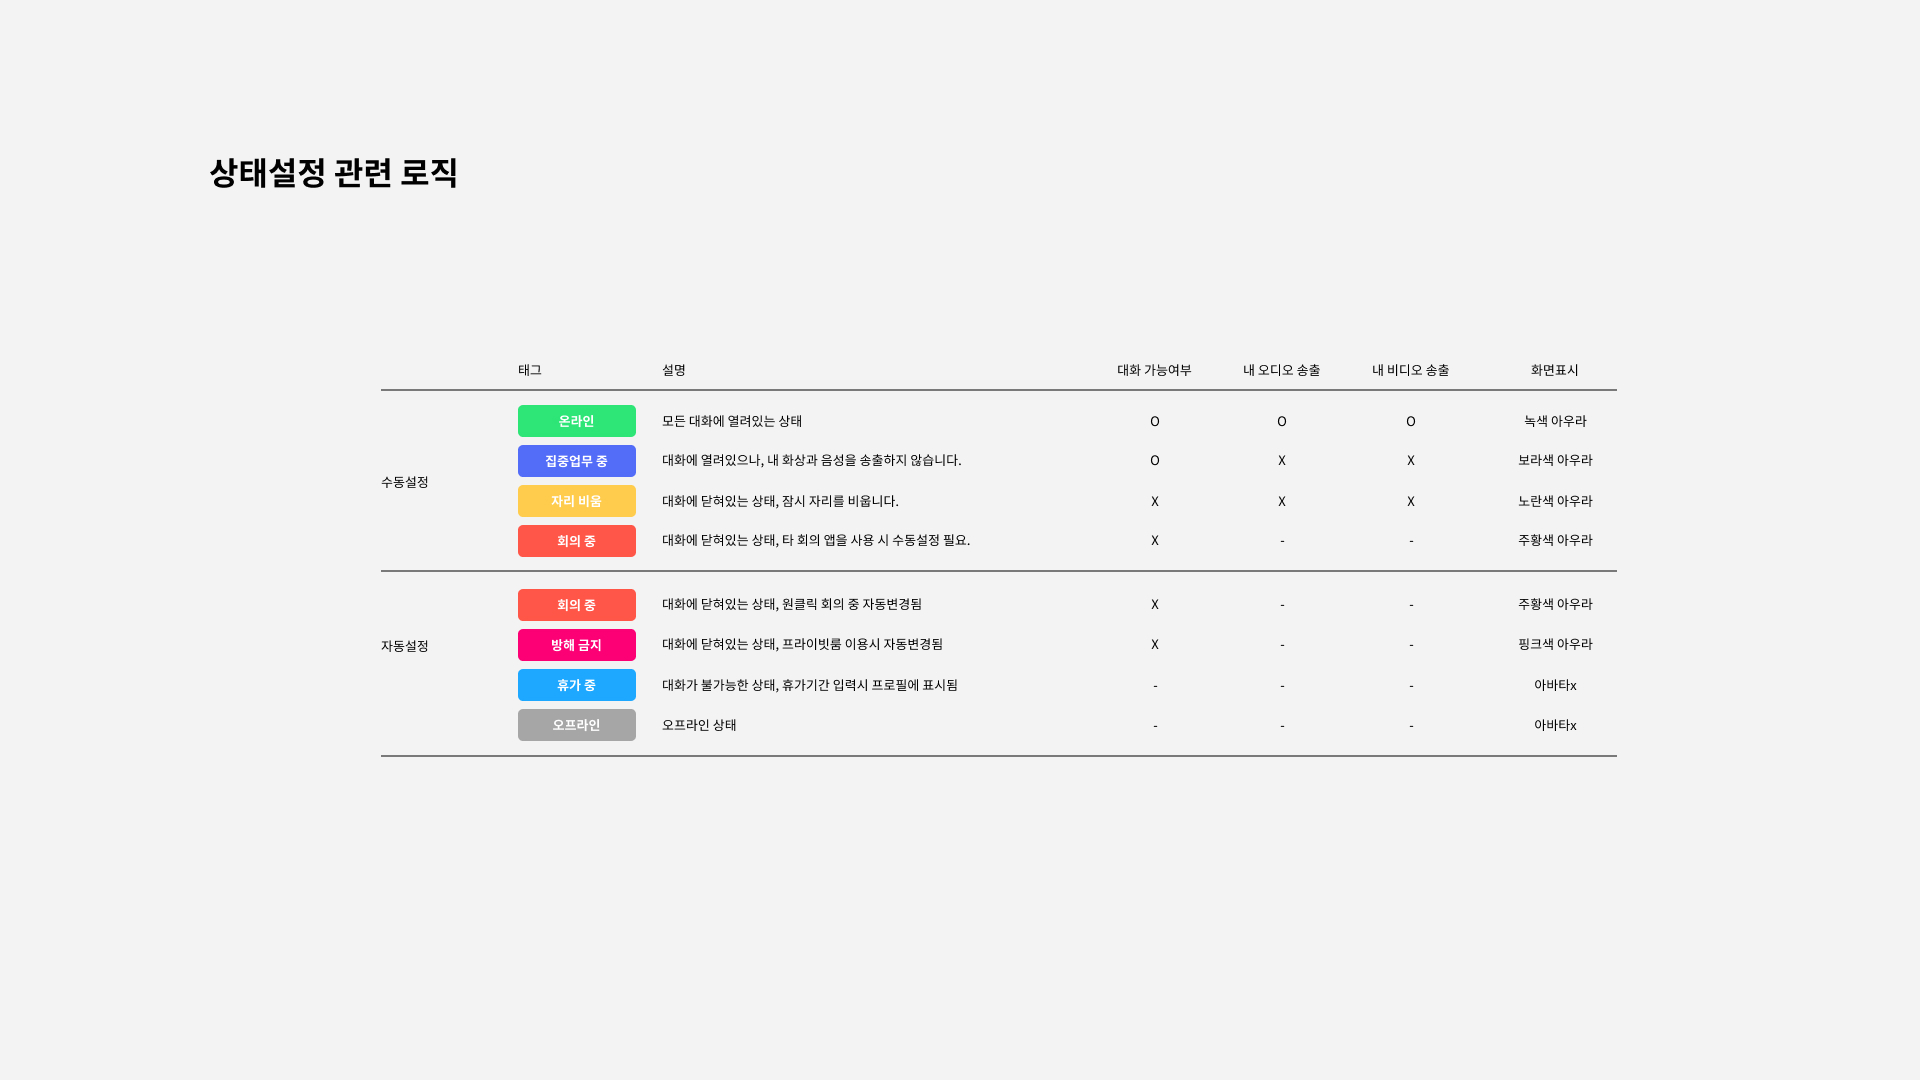 상태설정 관련 로직
태그 설명 대화 가능여부 내 오디오 송출 내 비디오 송출 화면표시
수동설정
온라인 모든 대화에 열려있는 상태 O O O 녹색 아우라
집중업무 중 대화에 열려있으나, 내 화상과 음성을 송출하지 않습니다. O X X 보라색 아우라
자리 비움 대화에 닫혀있는 상태, 잠시 자리를 비웁니다. X X X 노란색 아우라
회의 중 대화에 닫혀있는 상태, 타 회의 앱을 사용 시 수동설정 필요. X - - 주황색 아우라
자동설정
회의 중 대화에 닫혀있는 상태, 원클릭 회의 중 자동변경됨 X - - 주황색 아우라
방해 금지 대화에 닫혀있는 상태, 프라이빗룸 이용시 자동변경됨 X - - 핑크색 아우라
휴가 중 대화가 불가능한 상태, 휴가기간 입력시 프로필에 표시됨 - - - 아바타x
오프라인 오프라인 상태 - - - 아바타x